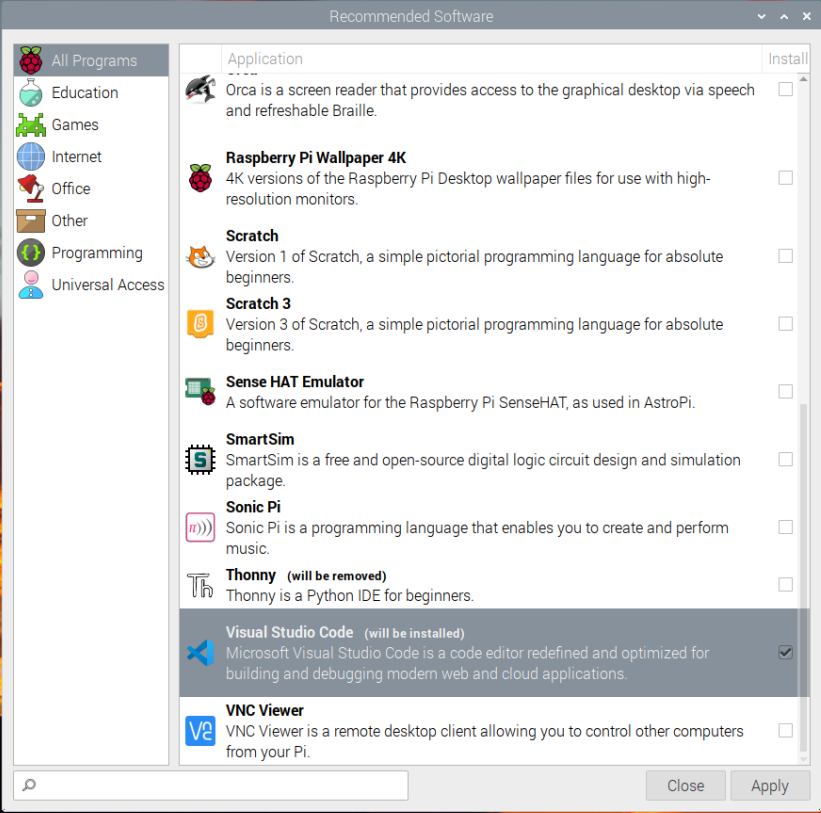 Recommended Software
All Programs
Education
Games
Internet
Office
Other
Programming
Universal Access
Application
Install
Orca is a screen reader that provides access to the graphical desktop via speech
and refreshable Braille.
Raspberry Pi Wallpaper 4K
4K versions of the Raspberry Pi Desktop wallpaper files for use with high-
resolution monitors.
Scratch
Version 1 of Scratch, a simple pictorial programming language for absolute
beginners.
Scratch 3
Version 3 of Scratch, a simple pictorial programming language for absolute
beginners.
Sense HAT Emulator
A software emulator for the Raspberry Pi SenseHAT, as used in AstroPi.
S
SmartSim
SmartSim is a free and open-source digital logic circuit design and simulation
package.
π)))
Sonic Pi
Sonic Pi is a programming language that enables you to create and perform
music.
Th
Thonny (will be removed)
Thonny is a Python IDE for beginners.
Visual Studio Code (will be installed)
Microsoft Visual Studio Code is a code editor redefined and optimized for
building and debugging modern web and cloud applications.
VNC Viewer
VNC Viewer is a remote desktop client allowing you to control other computers
from your Pi.
Close
Apply